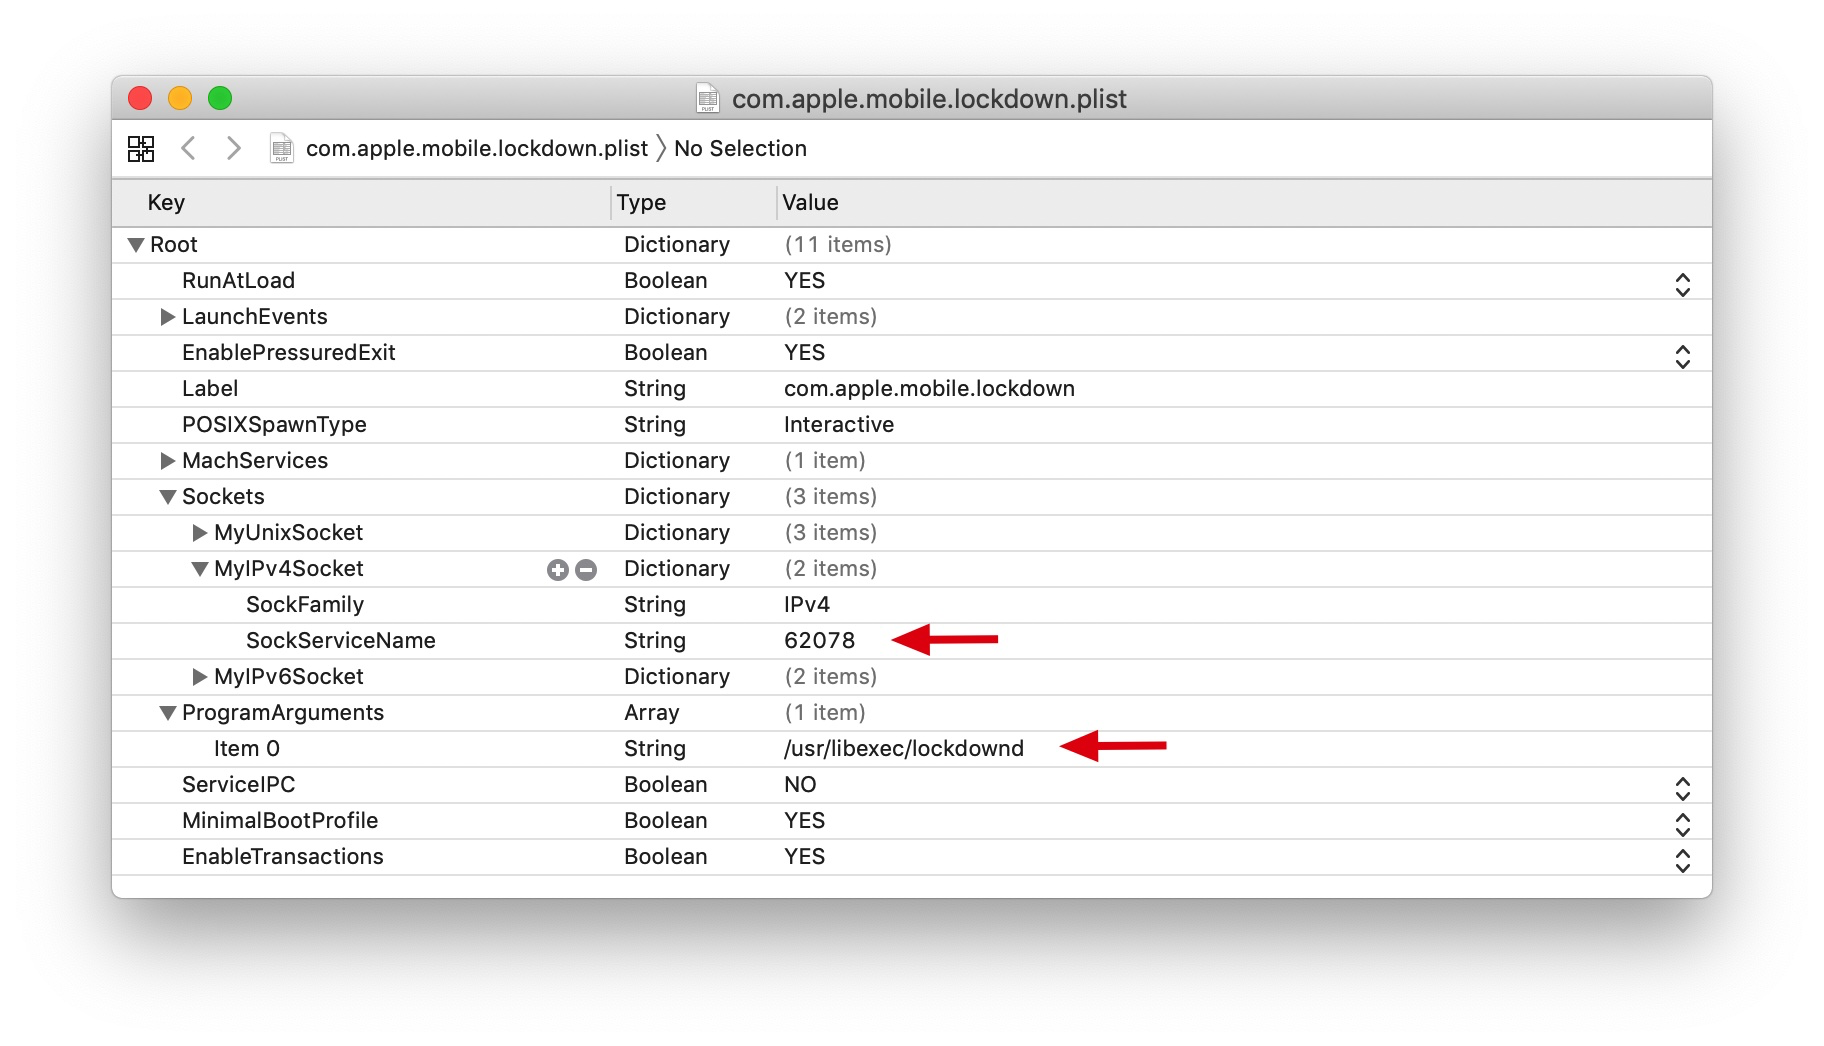 com.apple.mobile.lockdown.plist
com.apple.mobile.lockdown.plist 〉 No Selection
Key Type Value
Root Dictionary (11 items)
RunAtLoad Boolean YES
LaunchEvents Dictionary (2 items)
EnablePressuredExit Boolean YES
Label String com.apple.mobile.lockdown
POSIXSpawnType String Interactive
MachServices Dictionary (1 item)
Sockets Dictionary (3 items)
MyUnixSocket Dictionary (3 items)
MyIPv4Socket Dictionary (2 items)
SockFamily String IPv4
SockServiceName String 62078
MyIPv6Socket Dictionary (2 items)
ProgramArguments Array (1 item)
Item 0 String /usr/libexec/lockdownd
ServiceIPC Boolean NO
MinimalBootProfile Boolean YES
EnableTransactions Boolean YES